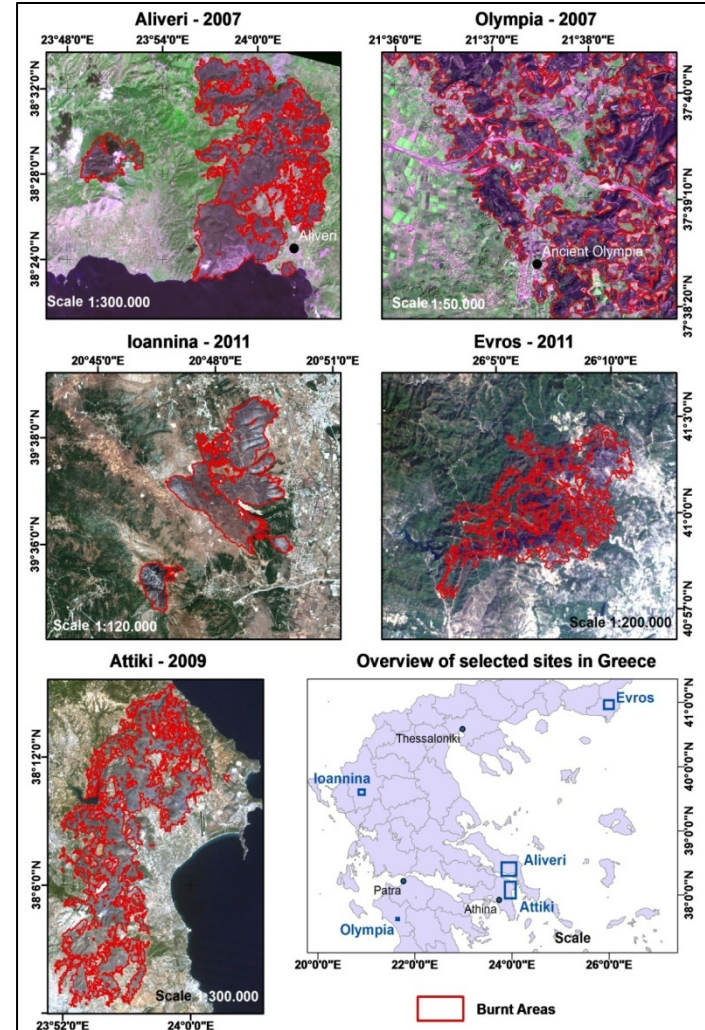 Aliveri - 2007
23°48'0"E 23°54'0"E 24°0'0"E
38°32'0"N
38°28'0"N
38°24'0"N
Aliveri
Scale 1:300.000
Olympia - 2007
21°36'0"E 21°37'0"E 21°38'0"E
37°40'0"N
37°39'10"N
37°38'20"N
Ancient Olympia
Scale 1:50.000
Ioannina - 2011
20°45'0"E 20°48'0"E 20°51'0"E
39°38'0"N
39°36'0"N
Scale 1:120.000
Evros - 2011
26°5'0"E 26°10'0"E
41°3'0"N
41°0'0"N
40°57'0"N
Scale 1:200.000
Attiki - 2009
38°12'0"N
38°6'0"N
Scale 1:300.000
23°52'0"E 24°0'0"E
Overview of selected sites in Greece
Evros
Thessaloniki
Ioannina
Aliveri
Patra
Athina
Attiki
Olympia
Scale
41°0'0"N
40°0'0"N
39°0'0"N
38°0'0"N
20°0'0"E 22°0'0"E 24°0'0"E 26°0'0"E
Burnt Areas